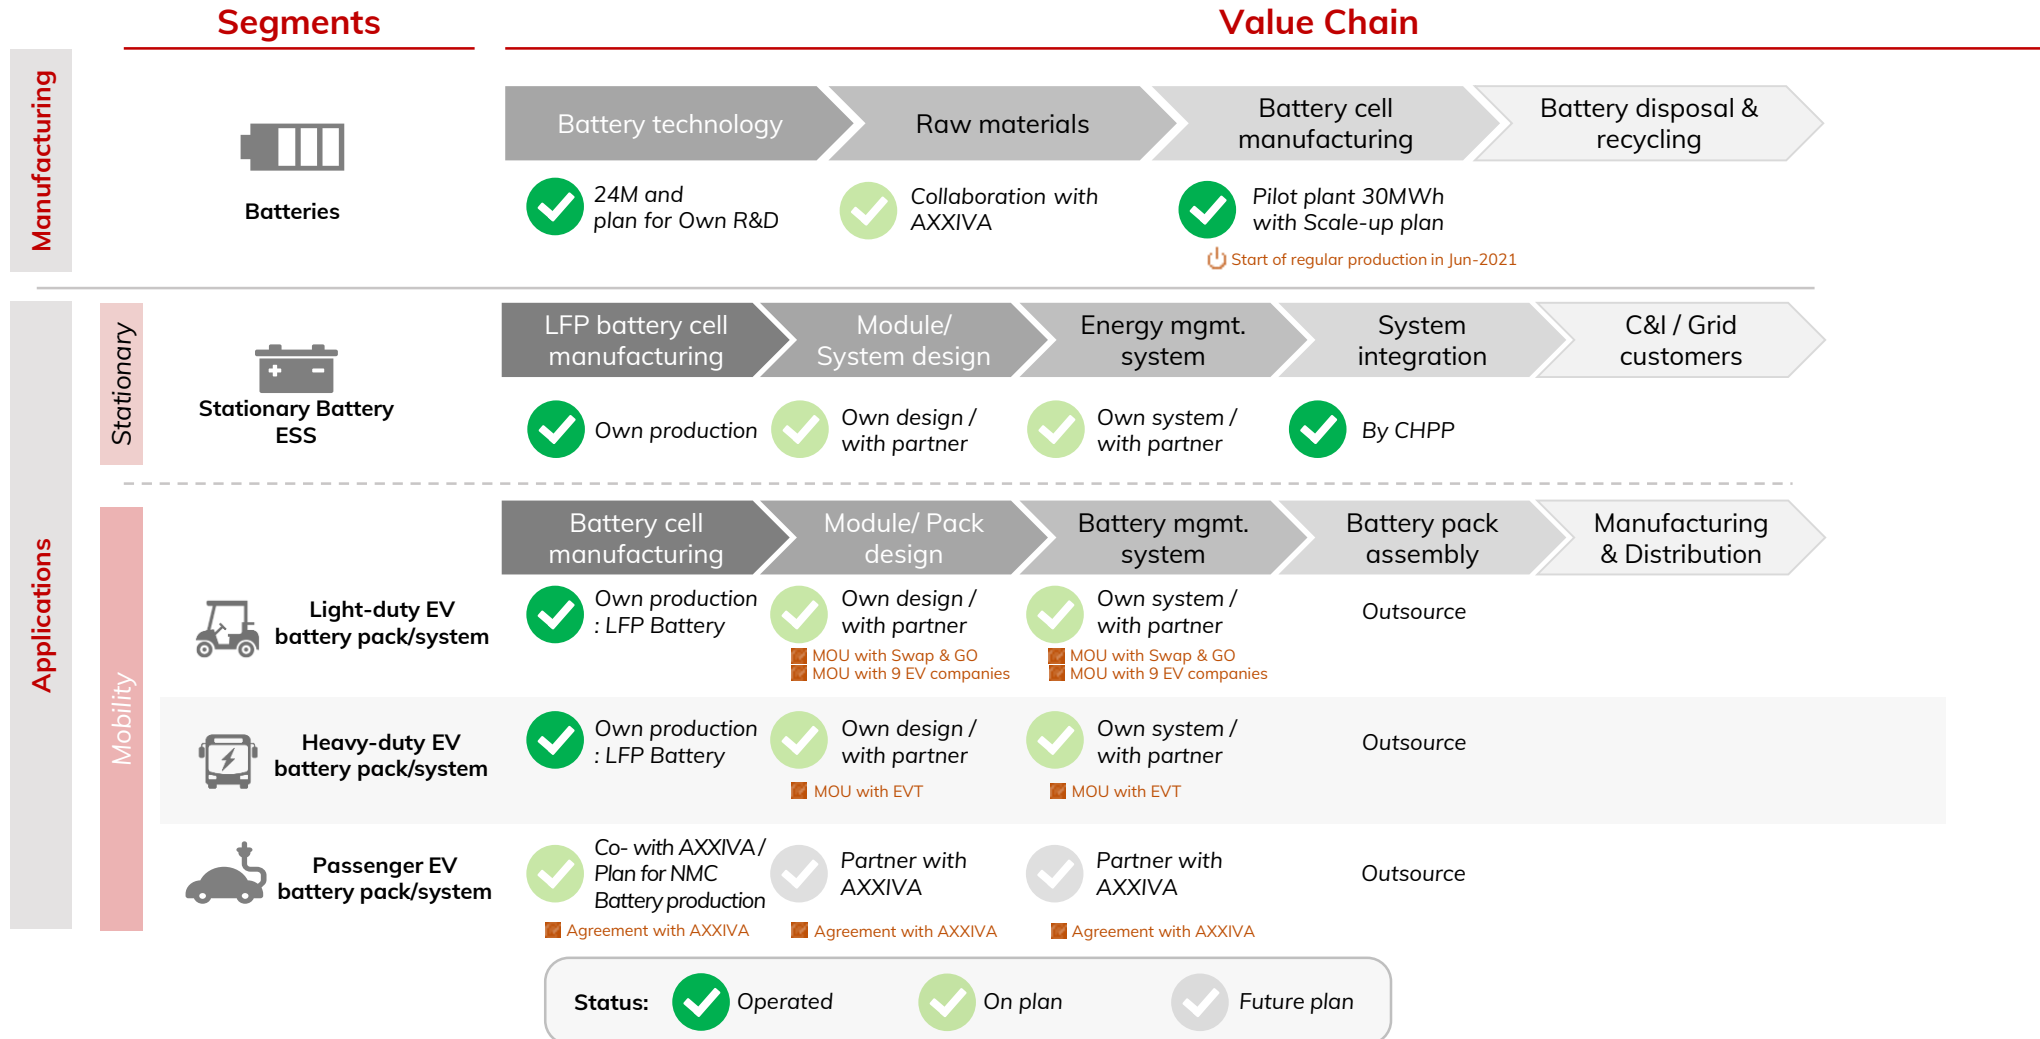 Segments
Value Chain
Manufacturing
Batteries
Battery technology
Raw materials
Battery cell
manufacturing
Battery disposal &
recycling
24M and
plan for Own R&D
Collaboration with
AXXIVA
Pilot plant 30MWh
with Scale-up plan
Start of regular production in Jun-2021
Applications
Stationary
Stationary Battery
ESS
LFP battery cell
manufacturing
Module/
System design
Energy mgmt.
system
System
integration
C&I / Grid
customers
Own production
Own design /
with partner
Own system /
with partner
By CHPP
Mobility
Battery cell
manufacturing
Module/ Pack
design
Battery mgmt.
system
Battery pack
assembly
Manufacturing
& Distribution
Light-duty EV
battery pack/system
Own production
: LFP Battery
Own design /
with partner
MOU with Swap & GO
MOU with 9 EV companies
Own system /
with partner
MOU with Swap & GO
MOU with 9 EV companies
Outsource
Heavy-duty EV
battery pack/system
Own production
: LFP Battery
Own design /
with partner
MOU with EVT
Own system /
with partner
MOU with EVT
Outsource
Passenger EV
battery pack/system
Co- with AXXIVA /
Plan for NMC
Battery production
Agreement with AXXIVA
Partner with
AXXIVA
Agreement with AXXIVA
Partner with
AXXIVA
Agreement with AXXIVA
Outsource
Status:
Operated
On plan
Future plan